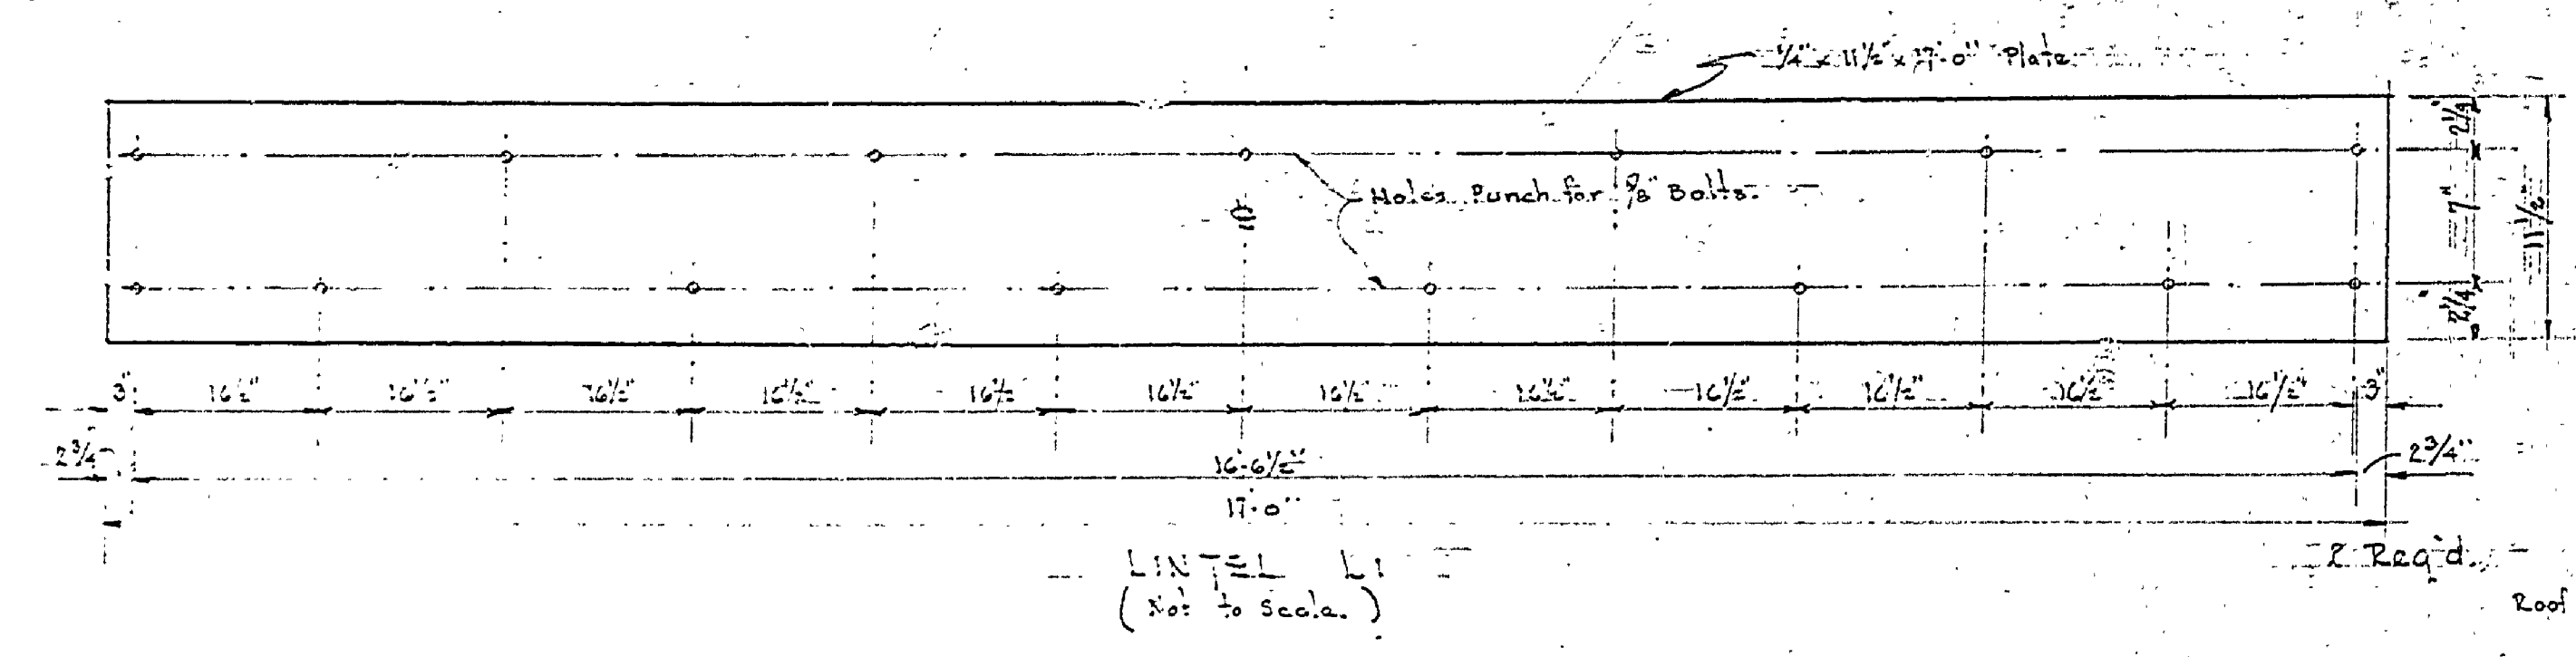 1/4" x 11 1/2" x 17'-0" Plate
Holes Punch for 5/8" Bolts.
2 1/4"
7"
2 1/4"
11 1/2"
3" 16 1/2" 16 1/2" 16 1/2" 16 1/2" 16 1/2 16 1/2" 16 1/2" 16 1/2" 16 1/2" 16 1/2" 16 1/2" 16 1/2" 3"
2 3/4" 16'-6 1/2" 2 3/4"
17'-0"
LINTEL L1
(Not to Scale.)
2 Req'd.
Roof